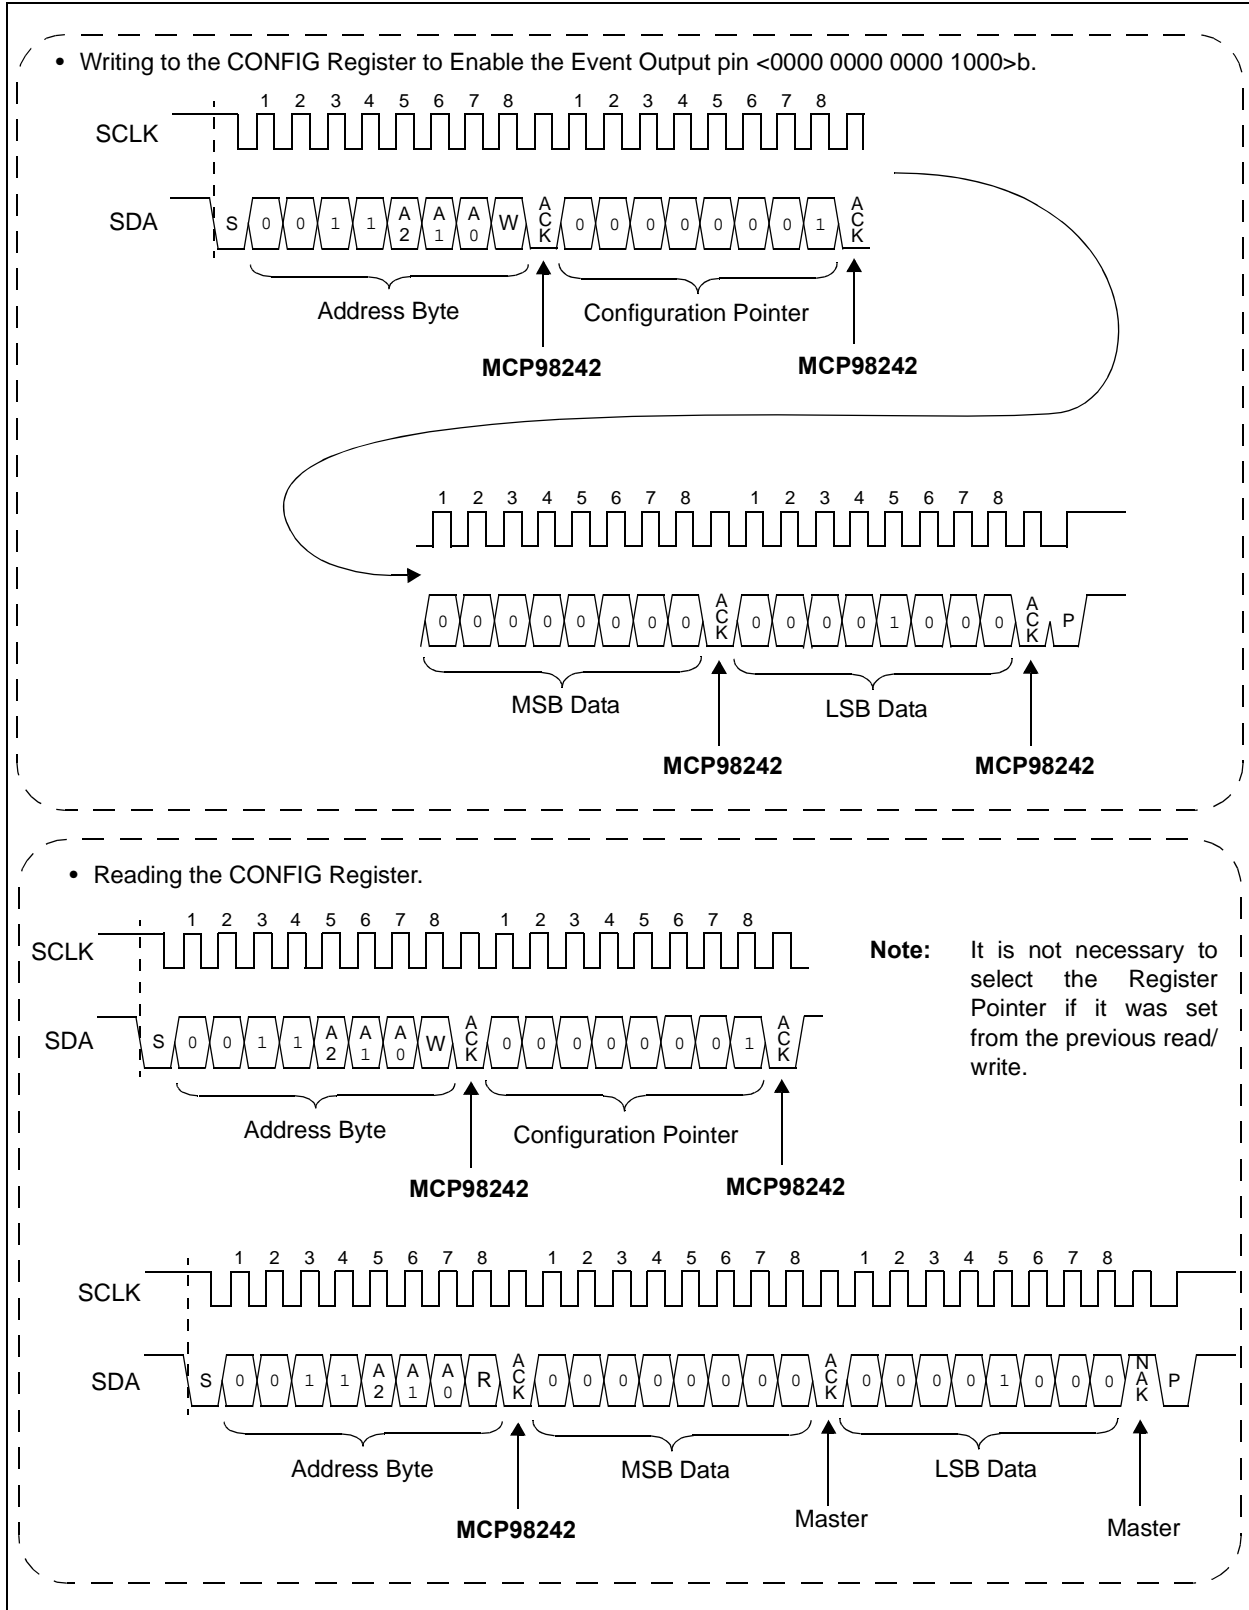 • Writing to the CONFIG Register to Enable the Event Output pin <0000 0000 0000 1000>b.
1 2 3 4 5 6 7 8 1 2 3 4 5 6 7 8
SCLK
SDA S 0 0 1 1 A2 A1 A0 W ACK 0 0 0 0 0 0 0 1 ACK
Address Byte Configuration Pointer
MCP98242 MCP98242
1 2 3 4 5 6 7 8 1 2 3 4 5 6 7 8
0 0 0 0 0 0 0 0 ACK 0 0 0 0 1 0 0 0 ACK P
MSB Data LSB Data
MCP98242 MCP98242
• Reading the CONFIG Register.
1 2 3 4 5 6 7 8 1 2 3 4 5 6 7 8
SCLK
SDA S 0 0 1 1 A2 A1 A0 W ACK 0 0 0 0 0 0 0 1 ACK
Address Byte Configuration Pointer
MCP98242 MCP98242
Note: It is not necessary to
select the Register
Pointer if it was set
from the previous read/
write.
1 2 3 4 5 6 7 8 1 2 3 4 5 6 7 8 1 2 3 4 5 6 7 8
SCLK
SDA S 0 0 1 1 A2 A1 A0 R ACK 0 0 0 0 0 0 0 0 ACK 0 0 0 0 1 0 0 0 NAK P
Address Byte MSB Data LSB Data
MCP98242 Master Master